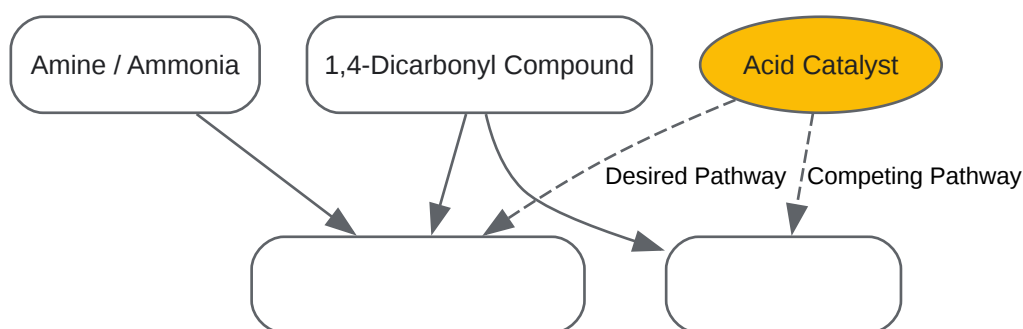 Amine / Ammonia
1,4-Dicarbonyl Compound
Acid Catalyst
Desired Pathway
Competing Pathway